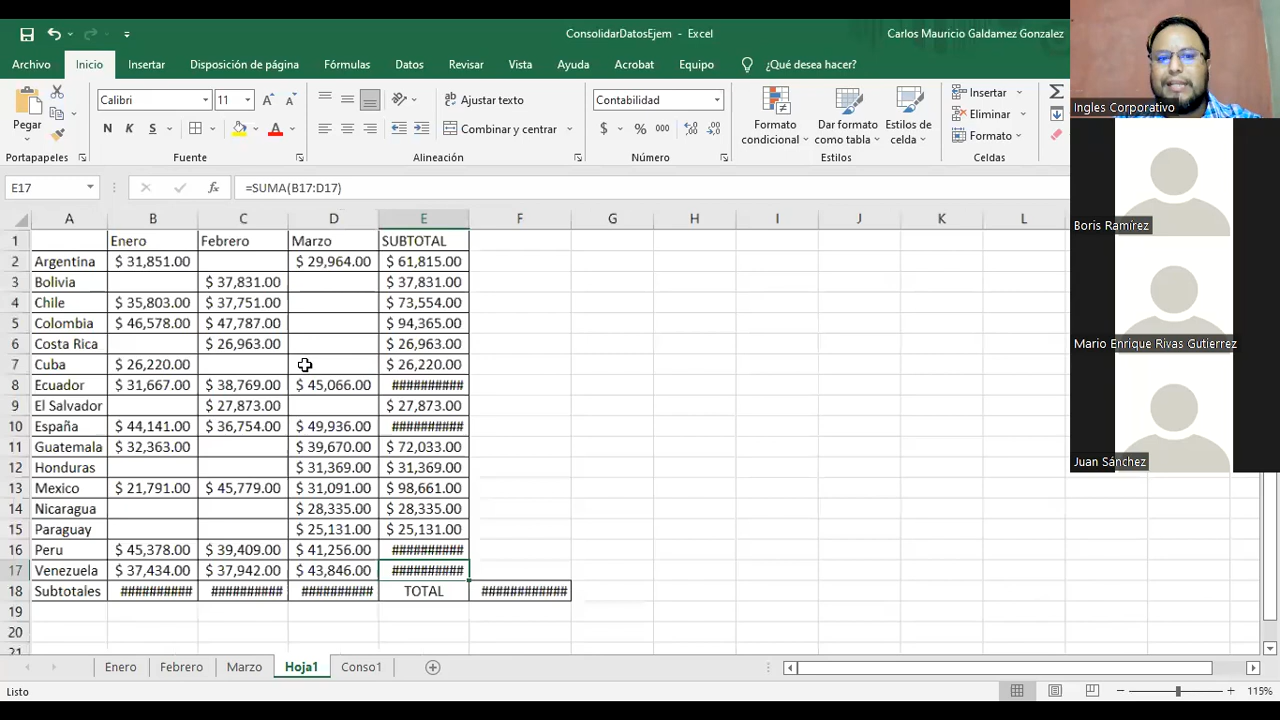 ConsolidarDatosEjem - Excel
Carlos Mauricio Galdamez Gonzalez
Archivo Inicio Insertar Disposición de página Fórmulas Datos Revisar Vista Ayuda Acrobat Equipo ¿Qué desea hacer?
Pegar
Calibri 11
N K S
Ajustar texto
Combinar y centrar
Contabilidad
$ % 000
Formato condicional
Dar formato como tabla
Estilos de celda
Insertar
Eliminar
Formato
Portapapeles Fuente Alineación Número Estilos Celdas
E17 fx =SUMA(B17:D17)
A B C D E F G H I J K L
1 Enero Febrero Marzo SUBTOTAL
2 Argentina $ 31,851.00 $ 29,964.00 $ 61,815.00
3 Bolivia $ 37,831.00 $ 37,831.00
4 Chile $ 35,803.00 $ 37,751.00 $ 73,554.00
5 Colombia $ 46,578.00 $ 47,787.00 $ 94,365.00
6 Costa Rica $ 26,963.00 $ 26,963.00
7 Cuba $ 26,220.00 $ 26,220.00
8 Ecuador $ 31,667.00 $ 38,769.00 $ 45,066.00 ##########
9 El Salvador $ 27,873.00 $ 27,873.00
10 España $ 44,141.00 $ 36,754.00 $ 49,936.00 ##########
11 Guatemala $ 32,363.00 $ 39,670.00 $ 72,033.00
12 Honduras $ 31,369.00 $ 31,369.00
13 Mexico $ 21,791.00 $ 45,779.00 $ 31,091.00 $ 98,661.00
14 Nicaragua $ 28,335.00 $ 28,335.00
15 Paraguay $ 25,131.00 $ 25,131.00
16 Peru $ 45,378.00 $ 39,409.00 $ 41,256.00 ##########
17 Venezuela $ 37,434.00 $ 37,942.00 $ 43,846.00 ##########
18 Subtotales ########## ########## ########## TOTAL ############
19
20
21
Enero Febrero Marzo Hoja1 Conso1
Listo
115%
Ingles Corporativo
Boris Ramírez
Mario Enrique Rivas Gutierrez
Juan Sánchez